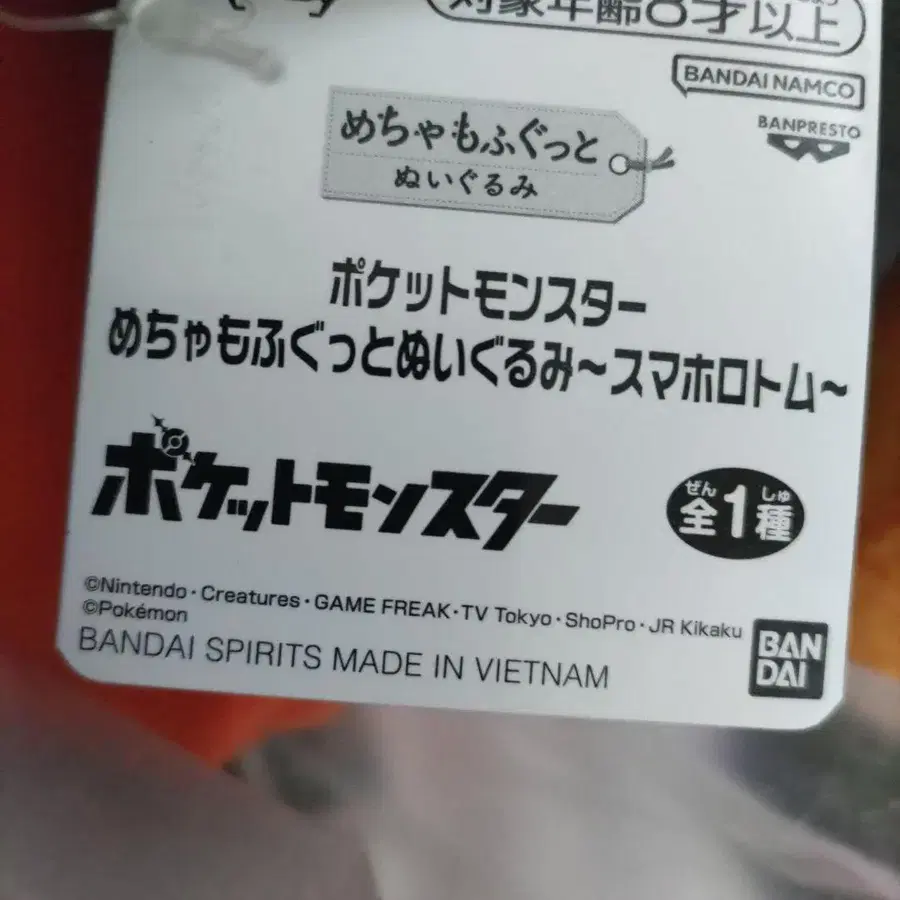 対象年齢8才以上
BANDAI NAMCO
BANPRESTO
めちゃもふぐっと
ぬいぐるみ
ポケットモンスター
めちゃもふぐっとぬいぐるみ～スマホロトム～
ポケットモンスター
ぜん しゅ
全1種
©Nintendo・Creatures・GAME FREAK・TV Tokyo・ShoPro・JR Kikaku
©Pokémon
BANDAI SPIRITS MADE IN VIETNAM
BAN
DAI